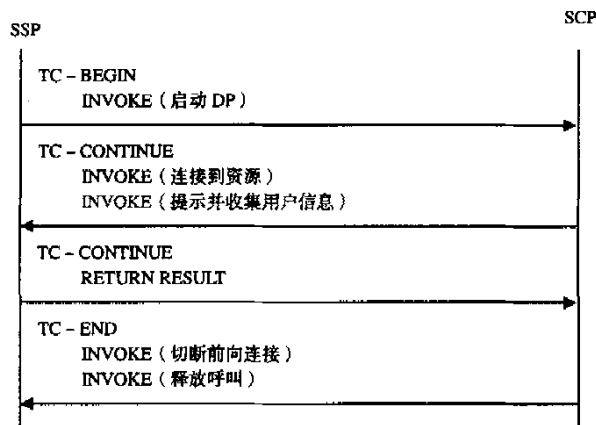 SSP
SCP
TC – BEGIN
INVOKE（启动 DP）
TC – CONTINUE
INVOKE（连接到资源）
INVOKE（提示并收集用户信息）
TC – CONTINUE
RETURN RESULT
TC – END
INVOKE（切断前向连接）
INVOKE（释放呼叫）